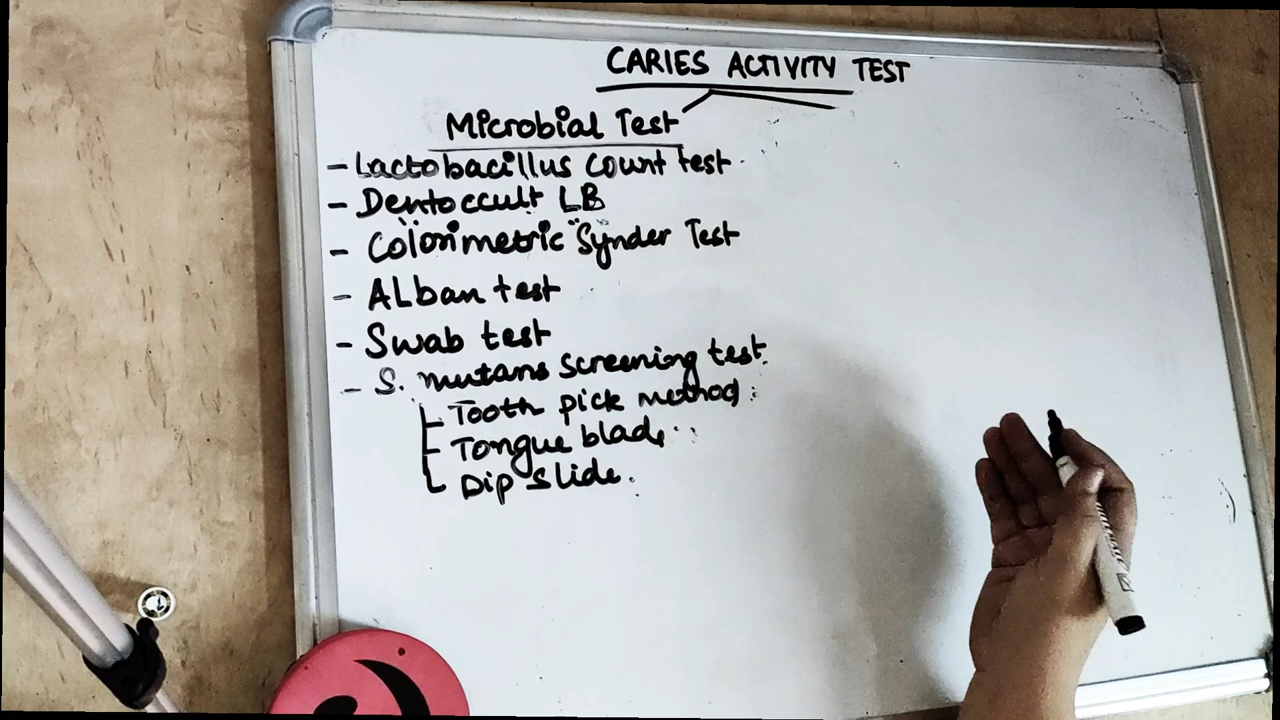 CARIES ACTIVITY TEST
Microbial Test
- Lactobacillus count test
- Dentoccult LB
- Colorimetric "Synder Test
- ALban test
- Swab test
- S. mutans Screening test
Tooth pick method
Tongue blade
Dip slide